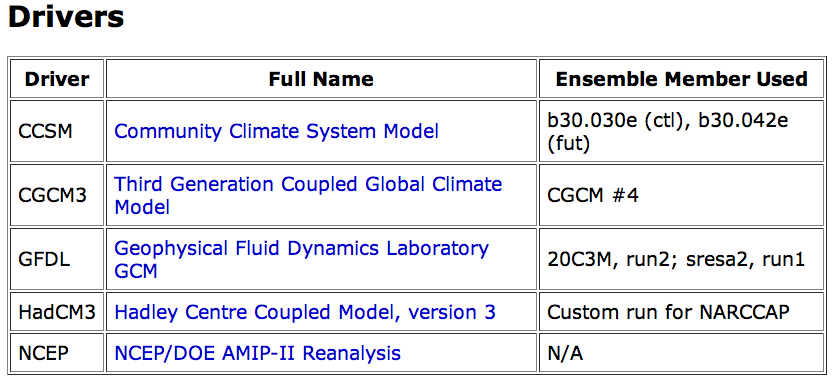 Drivers
Driver Full Name Ensemble Member Used
CCSM Community Climate System Model b30.030e (ctl), b30.042e
(fut)
CGCM3 Third Generation Coupled Global Climate
Model CGCM #4
GFDL Geophysical Fluid Dynamics Laboratory
GCM 20C3M, run2; sresa2, run1
HadCM3 Hadley Centre Coupled Model, version 3 Custom run for NARCCAP
NCEP NCEP/DOE AMIP-II Reanalysis N/A